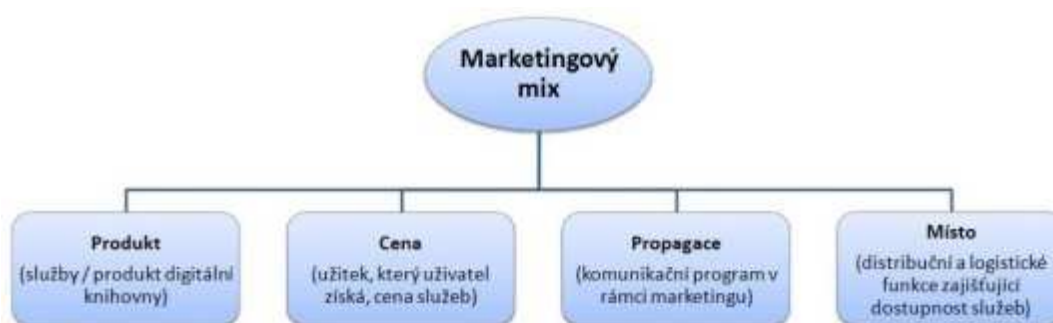 Marketingový
mix
Produkt
(služby / produkt digitální
knihovny)
Cena
(užitek, který uživatel
získá, cena služeb)
Propagace
(komunikační program v
rámci marketingu)
Místo
(distribuční a logistické
funkce zajišťující
dostupnost služeb)